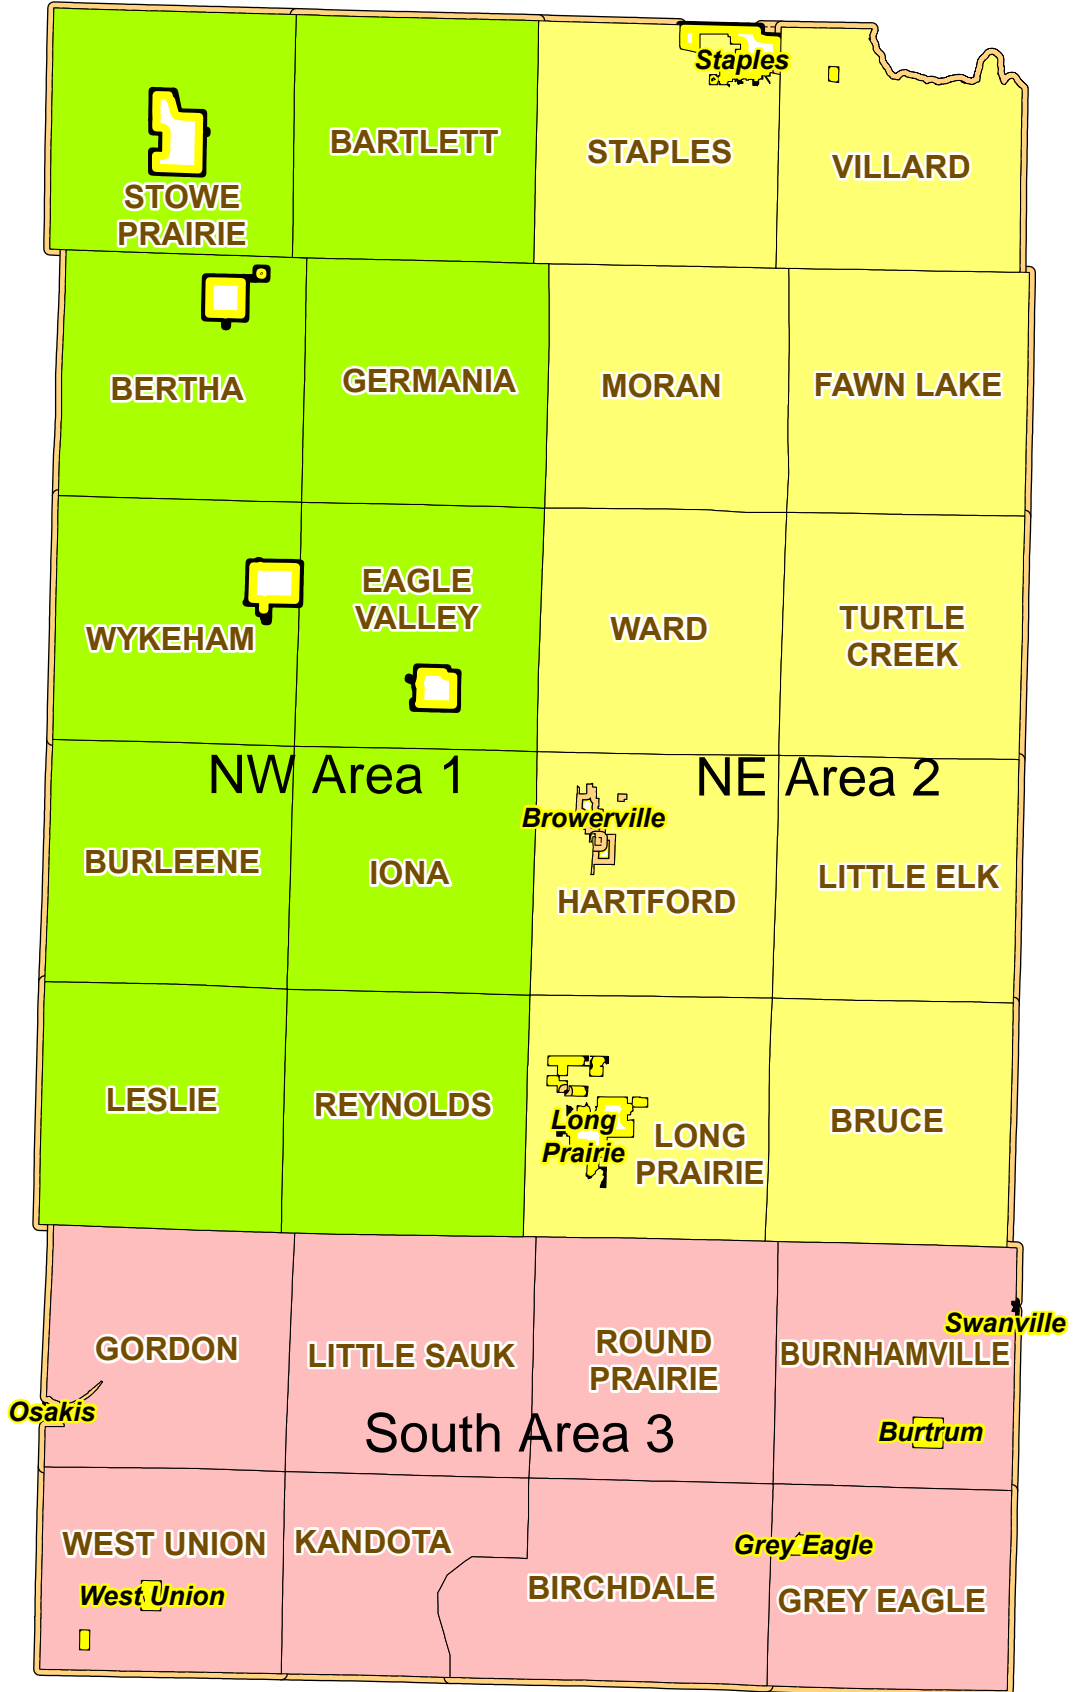 Staples
BARTLETT
STAPLES
VILLARD
STOWE
PRAIRIE
BERTHA
GERMANIA
MORAN
FAWN LAKE
EAGLE
VALLEY
WYKEHAM
WARD
TURTLE
CREEK
NW Area 1
NE Area 2
Browerville
BURLEENE
IONA
HARTFORD
LITTLE ELK
LESLIE
REYNOLDS
Long
Prairie
LONG
PRAIRIE
BRUCE
Swanville
GORDON
LITTLE SAUK
ROUND
PRAIRIE
BURNHAMVILLE
Osakis
South Area 3
Burtrum
WEST UNION
KANDOTA
Grey Eagle
West Union
BIRCHDALE
GREY EAGLE